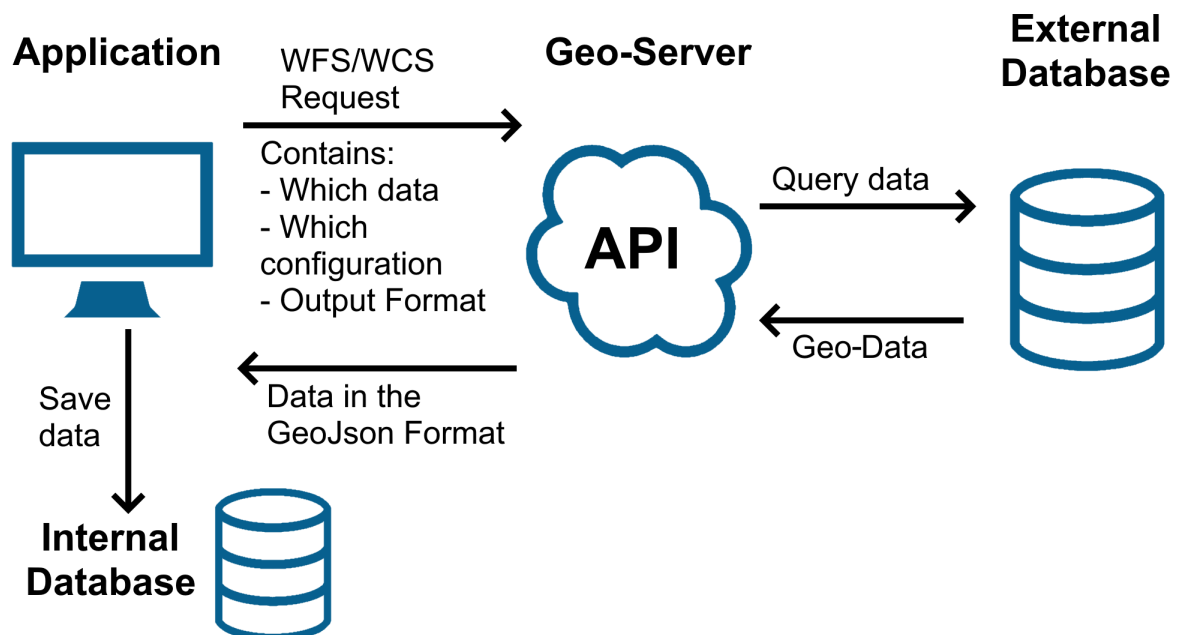 Application
WFS/WCS
Request
Geo-Server
External
Database
Contains:
- Which data
- Which
configuration
- Output Format
API
Query data
Geo-Data
Data in the
GeoJson Format
Save
data
Internal
Database